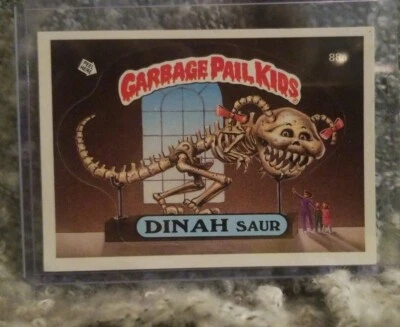 GARBAGE PAIL KIDS
DINAH SAUR